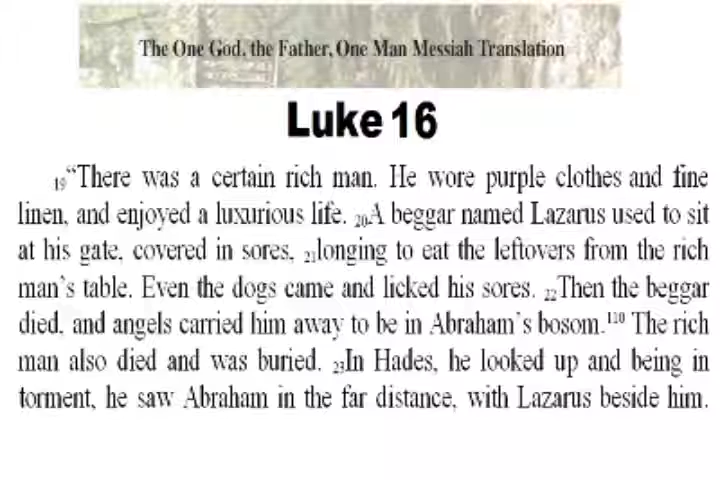 The One God, the Father, One Man Messiah Translation
Luke 16
19“There was a certain rich man. He wore purple clothes and fine
linen, and enjoyed a luxurious life. 20A beggar named Lazarus used to sit
at his gate, covered in sores, 21longing to eat the leftovers from the rich
man’s table. Even the dogs came and licked his sores. 22Then the beggar
died, and angels carried him away to be in Abraham’s bosom.110 The rich
man also died and was buried. 23In Hades, he looked up and being in
torment, he saw Abraham in the far distance, with Lazarus beside him.